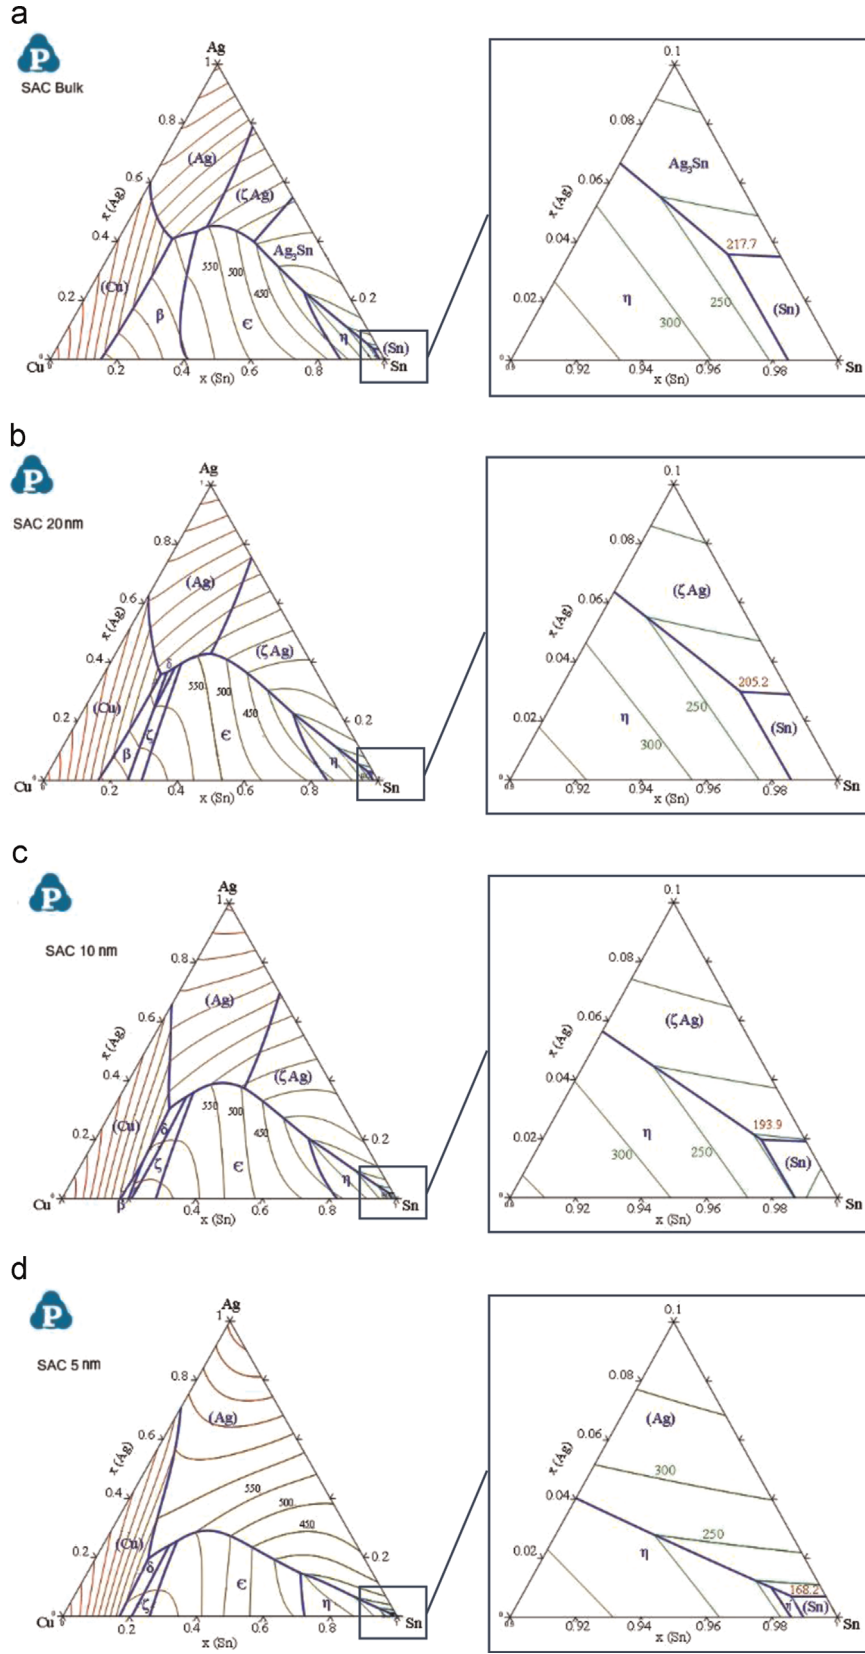 a
P
SAC Bulk
Ag
1
0.8
0.6
0.4
0.2
x (Ag)
(Ag)
(ζAg)
Ag₃Sn
(Cu)
β
550
500
450
ϵ
0.2
η
(Sn)
Cu
0.2
0.4
0.6
0.8
Sn
x (Sn)
0.1
0.08
Ag₃Sn
0.06
x (Ag)
0.04
217.7
η
250
0.02
300
(Sn)
0.92
0.94
0.96
0.98
Sn
x (Sn)
b
P
SAC 20nm
Ag
0.8
(Ag)
0.6
x (Ag)
0.4
δ
(ζAg)
550
500
450
(Cu)
0.2
0.2
ζ
β
ϵ
η
Cu
0.2
0.4
0.6
0.8
Sn
x (Sn)
0.1
0.08
(ζAg)
0.06
x (Ag)
0.04
205.2
η
250
(Sn)
0.02
300
0.92
0.94
0.96
0.98
Sn
x (Sn)
c
P
SAC 10 nm
Ag
1
0.8
(Ag)
0.6
x (Ag)
0.4
(ζAg)
550
500
450
(Cu)
δ
0.2
0.2
ζ
ϵ
η
β
Cu
0.4
0.6
0.8
Sn
x (Sn)
0.1
0.08
(ζAg)
0.06
x (Ag)
0.04
193.9
η
0.02
300
250
(Sn)
0.92
0.94
0.96
0.98
Sn
x (Sn)
d
P
SAC 5 nm
Ag
1
0.8
(Ag)
0.6
x (Ag)
0.4
550
500
450
(Cu)
0.2
δ
0.2
ζ
ϵ
η
Cu
0.2
0.4
0.6
0.8
Sn
x (Sn)
0.1
0.08
(Ag)
0.06
x (Ag)
300
0.04
250
η
0.02
168.2
η'
(Sn)
0.92
0.94
0.96
0.98
Sn
x (Sn)